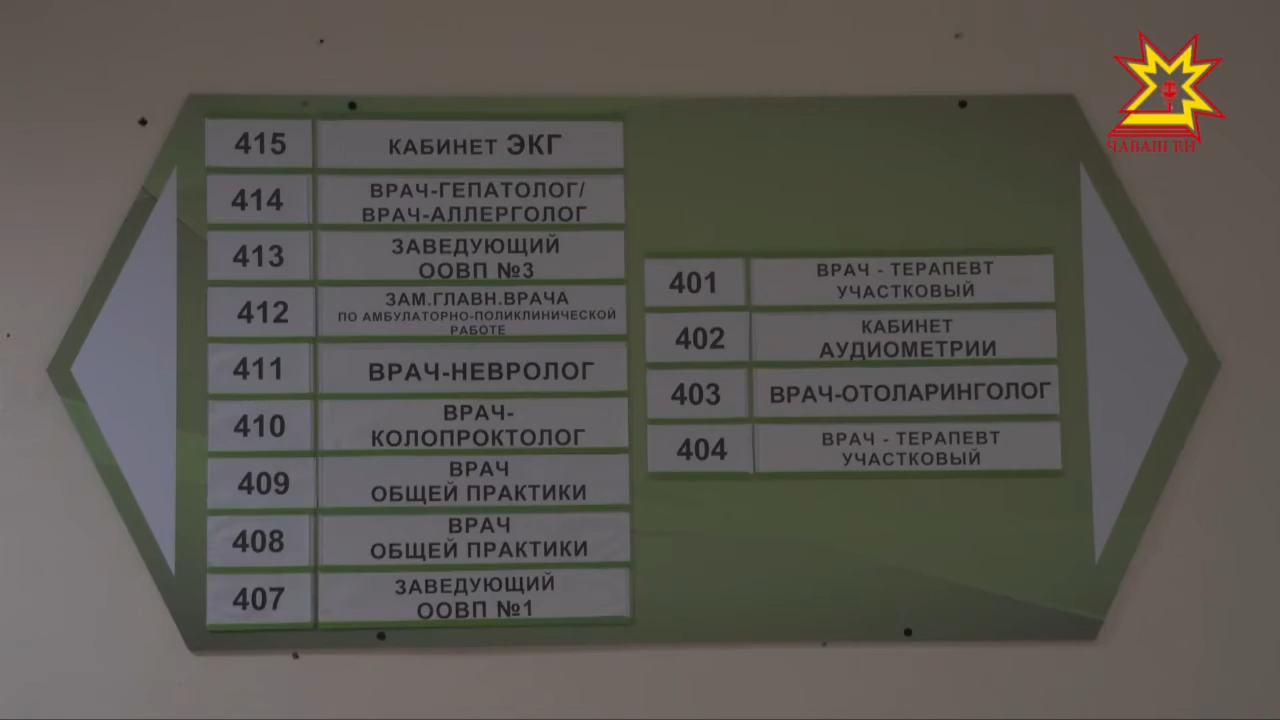 415 КАБИНЕТ ЭКГ
414 ВРАЧ-ГЕПАТОЛОГ/
ВРАЧ-АЛЛЕРГОЛОГ
413 ЗАВЕДУЮЩИЙ
ООВП №3
412 ЗАМ.ГЛАВН.ВРАЧА
ПО АМБУЛАТОРНО-ПОЛИКЛИНИЧЕСКОЙ
РАБОТЕ
411 ВРАЧ-НЕВРОЛОГ
410 ВРАЧ-
КОЛОПРОКТОЛОГ
409 ВРАЧ
ОБЩЕЙ ПРАКТИКИ
408 ВРАЧ
ОБЩЕЙ ПРАКТИКИ
407 ЗАВЕДУЮЩИЙ
ООВП №1
401 ВРАЧ - ТЕРАПЕВТ
УЧАСТКОВЫЙ
402 КАБИНЕТ
АУДИОМЕТРИИ
403 ВРАЧ-ОТОЛАРИНГОЛОГ
404 ВРАЧ - ТЕРАПЕВТ
УЧАСТКОВЫЙ
ЧАВАШ ЕН